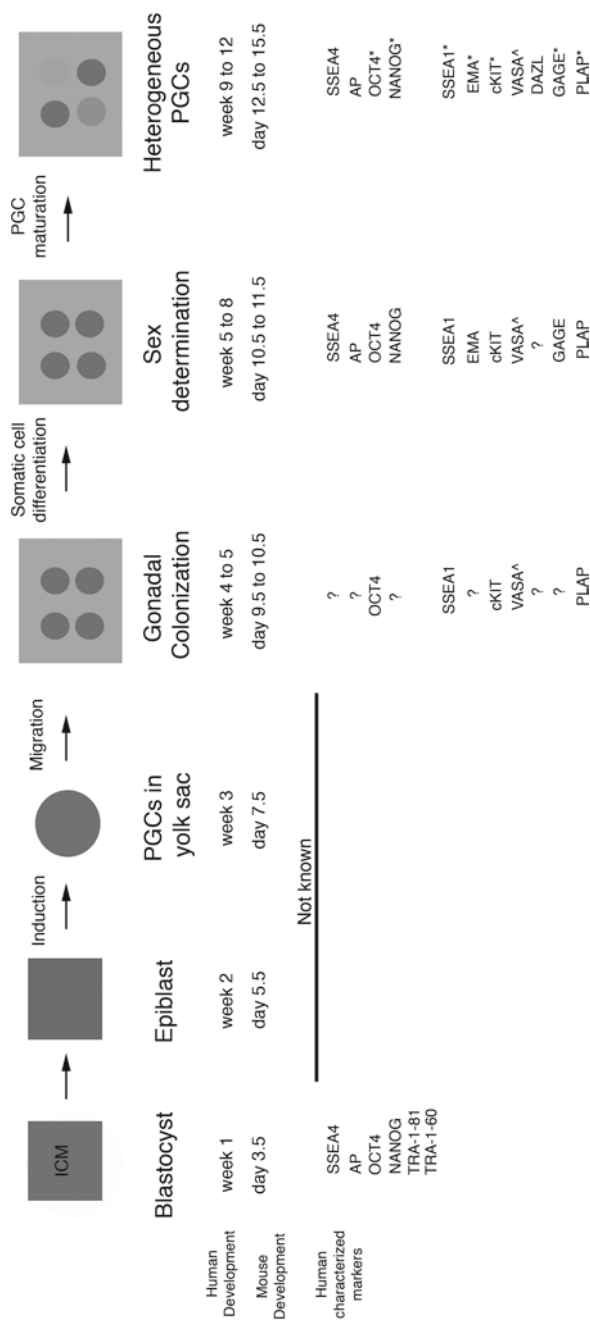 ICM
Induction
Migration
Somatic cell
differentiation
PGC
maturation
Blastocyst
Epiblast
PGCs in
yolk sac
Gonadal
Colonization
Sex
determination
Heterogeneous
PGCs
Human
Development
week 1
week 2
week 3
week 4 to 5
week 5 to 8
week 9 to 12
Mouse
Development
day 3.5
day 5.5
day 7.5
day 9.5 to 10.5
day 10.5 to 11.5
day 12.5 to 15.5
Human
characterized
markers
SSEA4
AP
OCT4
NANOG
TRA-1-81
TRA-1-60
Not known
?
?
OCT4
?
SSEA1
?
cKIT
VASA^
?
?
PLAP
SSEA4
AP
OCT4
NANOG
SSEA1
EMA
cKIT
VASA^
?
GAGE
PLAP
SSEA4
AP
OCT4*
NANOG*
SSEA1*
EMA*
cKIT*
VASA^
DAZL
GAGE*
PLAP*